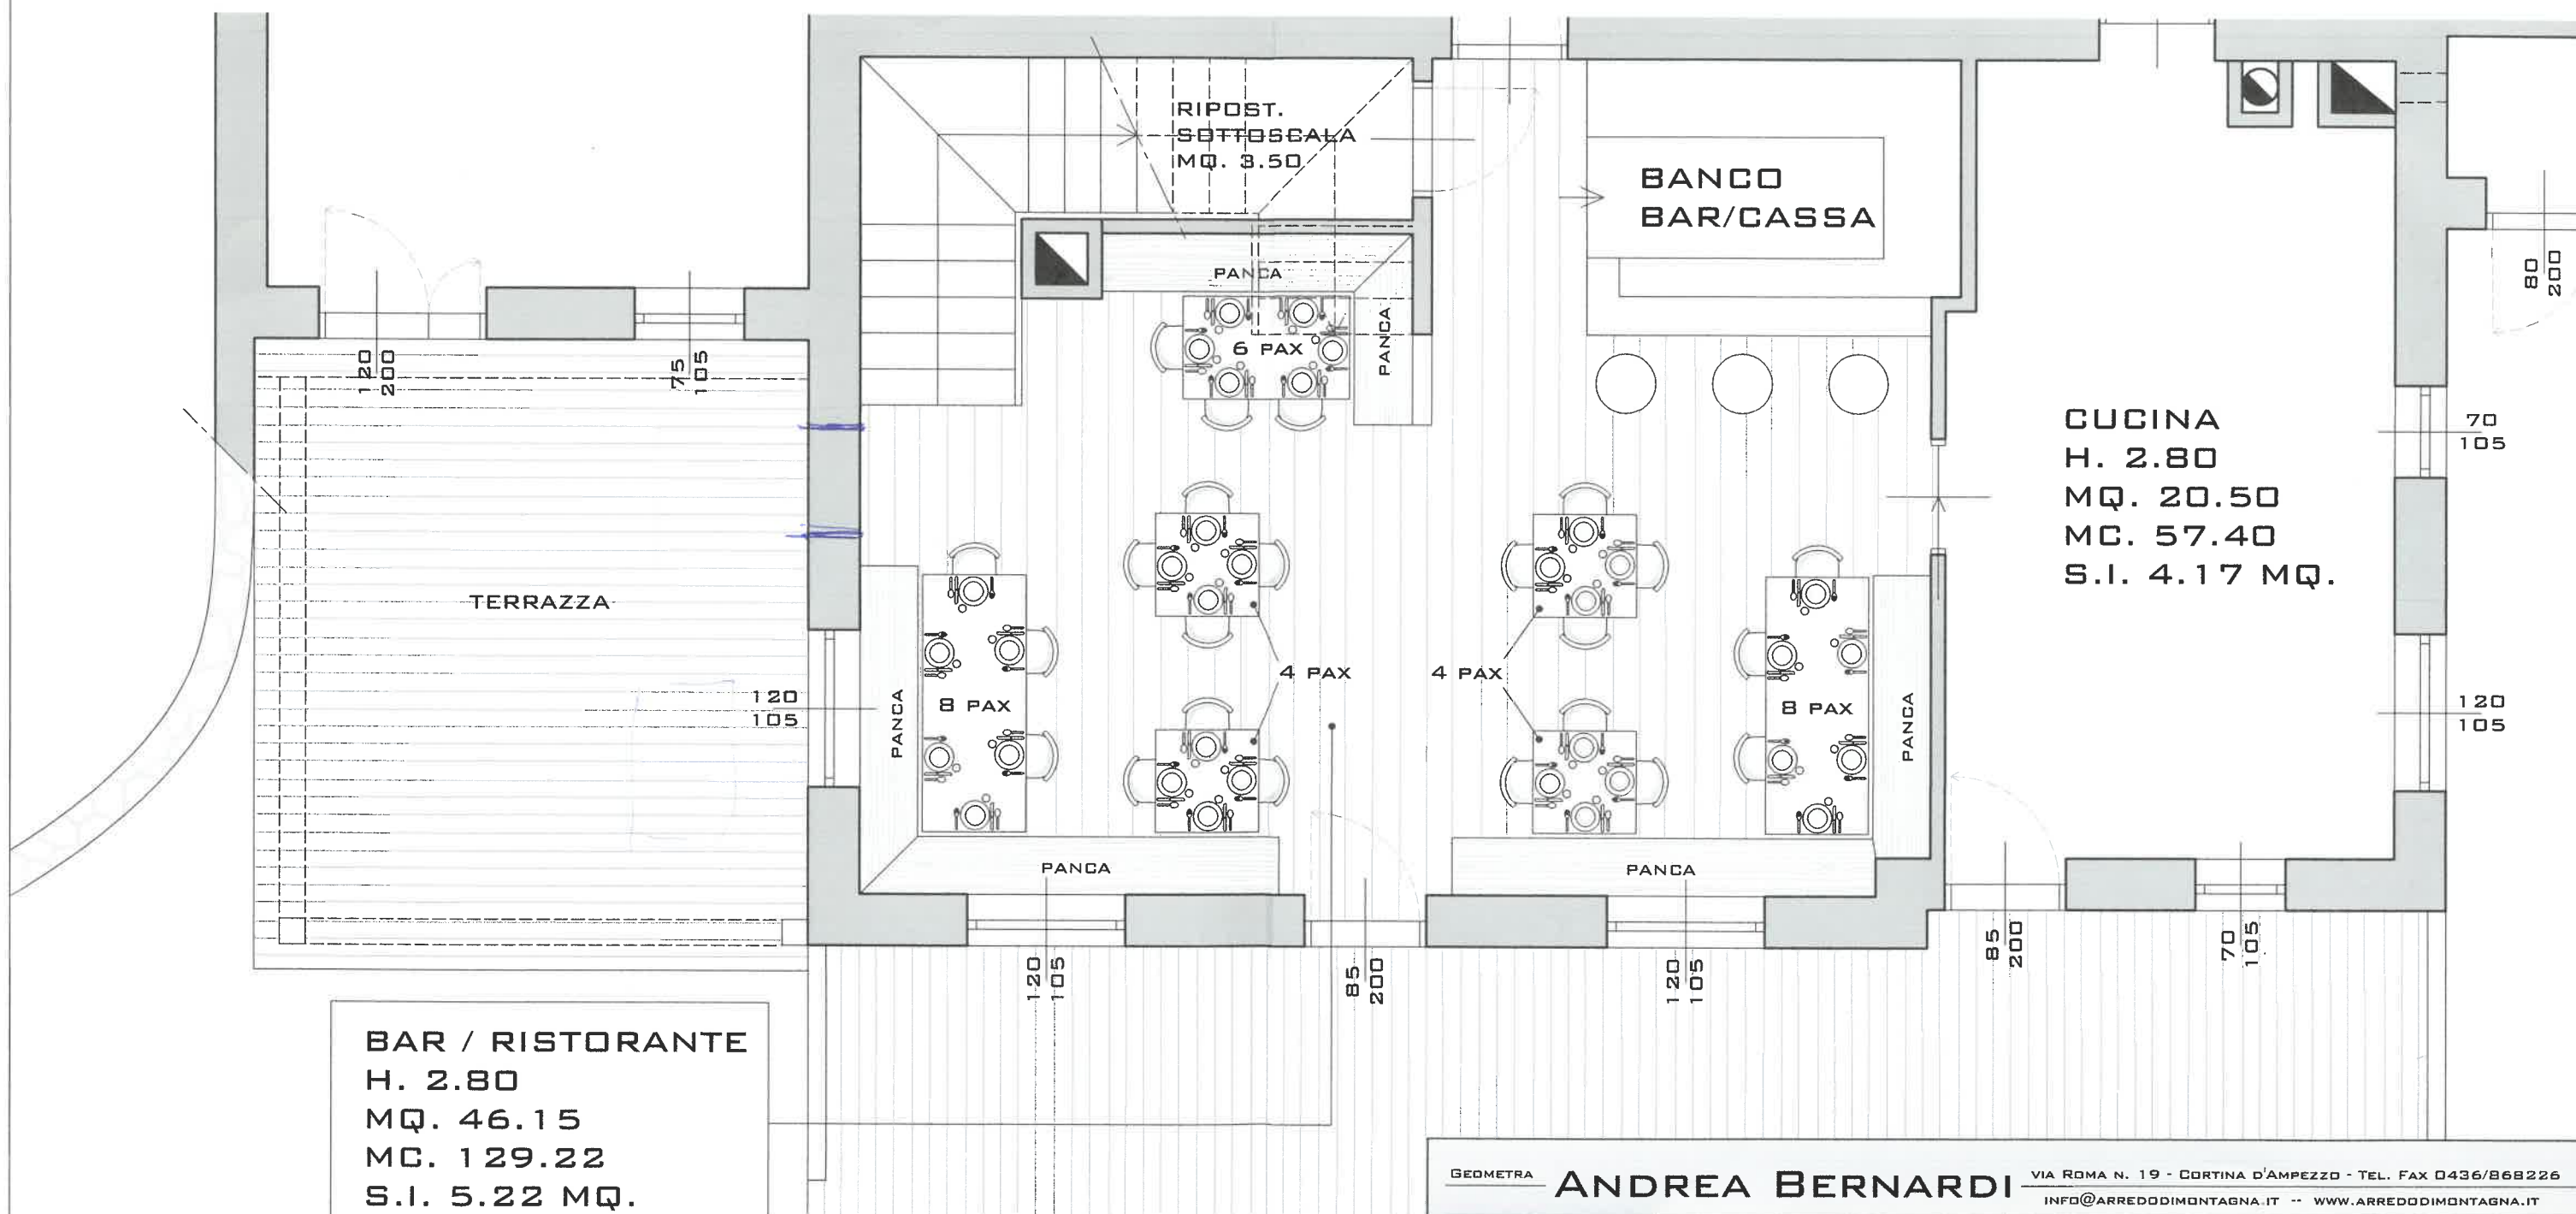 RIPOST.
SOTTOSCALA
MQ. 3.50
BANCO
BAR/CASSA
PANCA
PANCA
6 PAX
120
200
75
105
80
200
CUCINA
H. 2.80
MQ. 20.50
MC. 57.40
S.I. 4.17 MQ.
70
105
TERRAZZA
120
105
PANCA
8 PAX
4 PAX
4 PAX
8 PAX
PANCA
120
105
PANCA
PANCA
120
105
85
200
120
105
85
200
70
105
BAR / RISTORANTE
H. 2.80
MQ. 46.15
MC. 129.22
S.I. 5.22 MQ.
GEOMETRA ANDREA BERNARDI VIA ROMA N. 19 - CORTINA D'AMPEZZO - TEL. FAX 0436/868226
INFO@ARREDODIMONTAGNA.IT -- WWW.ARREDODIMONTAGNA.IT